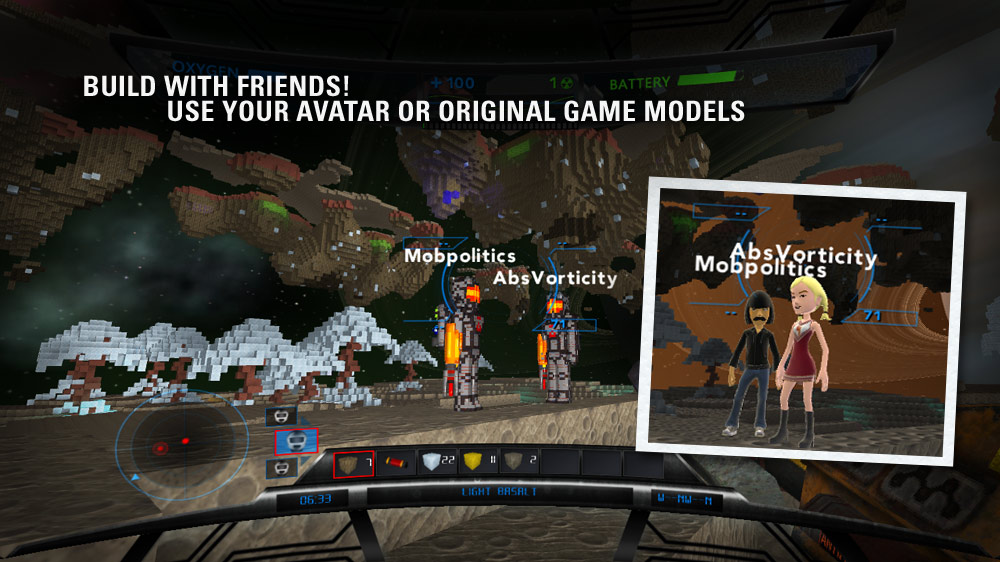 OXYGEN
+100
1
BATTERY
BUILD WITH FRIENDS!
USE YOUR AVATAR OR ORIGINAL GAME MODELS
Mobpolitics
AbsVorticity
71
AbsVorticity
Mobpolitics
71
7
22
11
2
06:33
LIGHT BASALT
W NW N